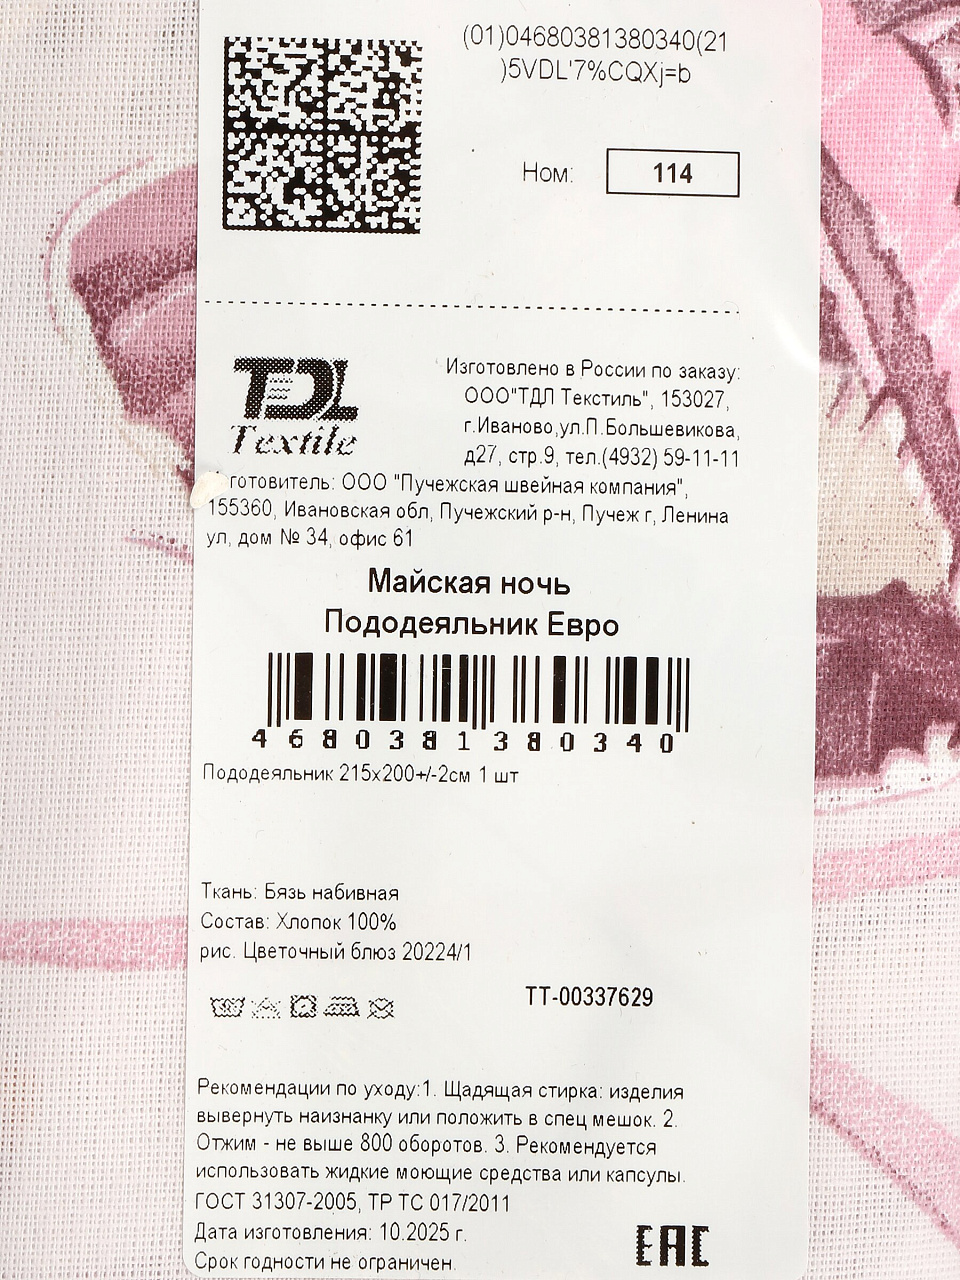 (01)04680381380340(21
)5VDL'7%CQXj=b
Ном: 114
TDL
Textile
Изготовлено в России по заказу:
ООО"ТДЛ Текстиль", 153027,
г.Иваново,ул.П.Большевикова,
д27, стр.9, тел.(4932) 59-11-11
готовитель: ООО "Пучежская швейная компания",
155360, Ивановская обл, Пучежский р-н, Пучеж г, Ленина
ул, дом № 34, офис 61
Майская ночь
Пододеяльник Евро
4680381380340
Пододеяльник 215х200+/-2см 1 шт
Ткань: Бязь набивная
Состав: Хлопок 100%
рис. Цветочный блюз 20224/1
ТТ-00337629
Рекомендации по уходу:1. Щадящая стирка: изделия
вывернуть наизнанку или положить в спец мешок. 2.
Отжим - не выше 800 оборотов. 3. Рекомендуется
использовать жидкие моющие средства или капсулы.
ГОСТ 31307-2005, ТР ТС 017/2011
Дата изготовления: 10.2025 г.
Срок годности не ограничен.
ЕАС